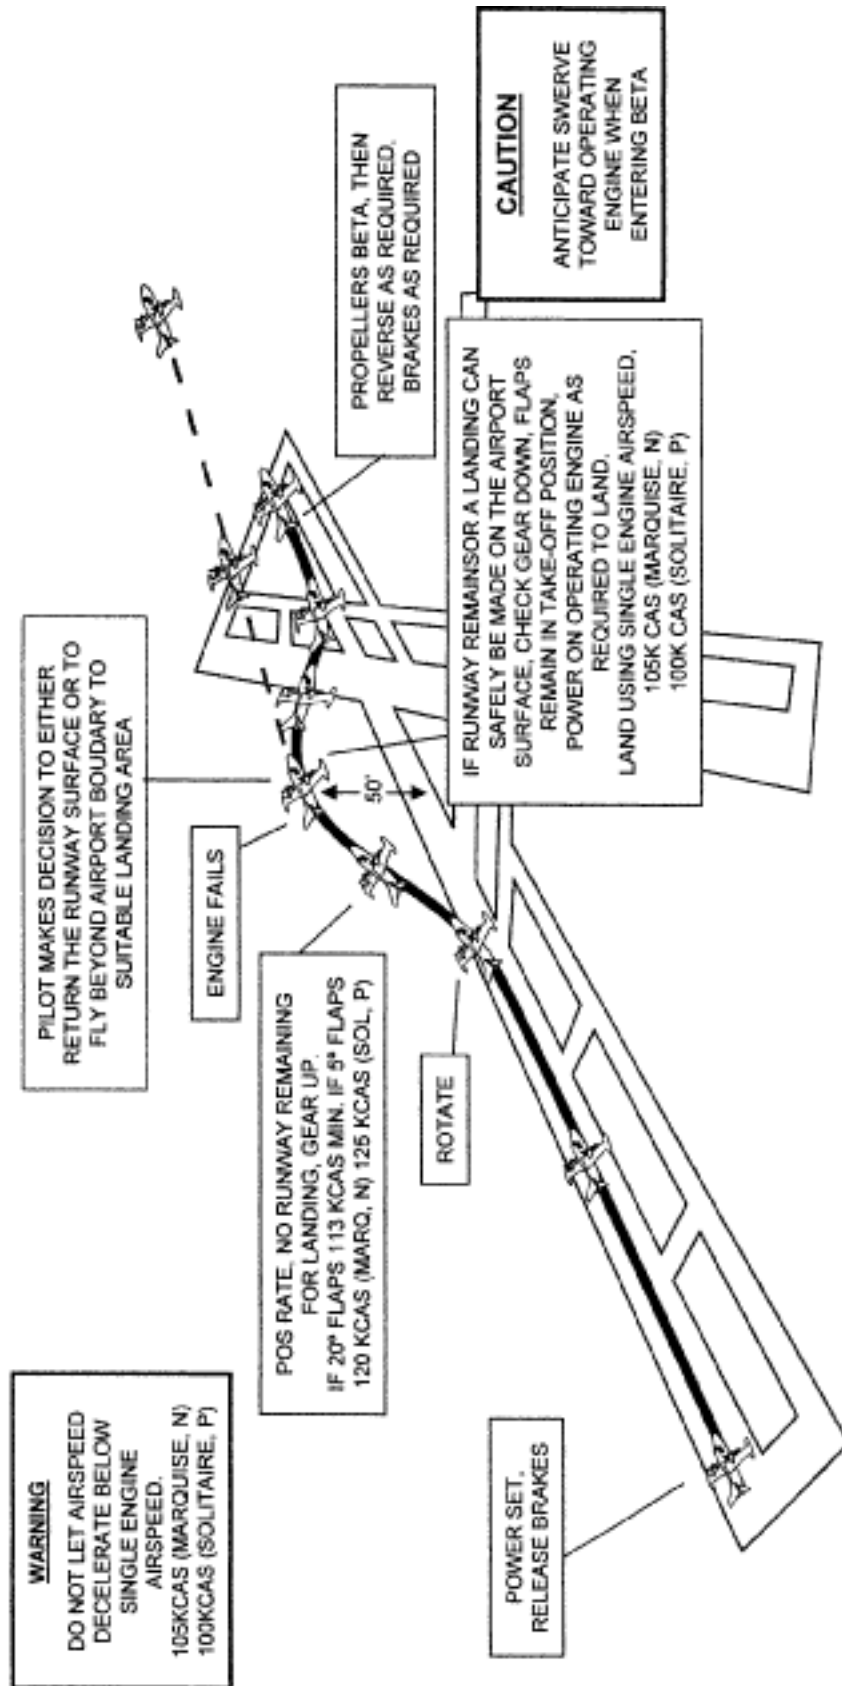 WARNING
DO NOT LET AIRSPEED
DECELERATE BELOW
SINGLE ENGINE
AIRSPEED.
105KCAS (MARQUISE, N)
100KCAS (SOLITAIRE, P)
POWER SET,
RELEASE BRAKES
ROTATE
POS RATE, NO RUNWAY REMAINING
FOR LANDING, GEAR UP.
IF 20° FLAPS 113 KCAS MIN. IF 5° FLAPS
120 KCAS (MARQ, N) 125 KCAS (SOL, P)
ENGINE FAILS
PILOT MAKES DECISION TO EITHER
RETURN THE RUNWAY SURFACE OR TO
FLY BEYOND AIRPORT BOUDARY TO
SUITABLE LANDING AREA
50'
IF RUNWAY REMAINSOR A LANDING CAN
SAFELY BE MADE ON THE AIRPORT
SURFACE, CHECK GEAR DOWN, FLAPS
REMAIN IN TAKE-OFF POSITION,
POWER ON OPERATING ENGINE AS
REQUIRED TO LAND.
LAND USING SINGLE ENGINE AIRSPEED,
105K CAS (MARQUISE, N)
100K CAS (SOLITAIRE, P)
PROPELLERS BETA, THEN
REVERSE AS REQUIRED,
BRAKES AS REQUIRED
CAUTION
ANTICIPATE SWERVE
TOWARD OPERATING
ENGINE WHEN
ENTERING BETA